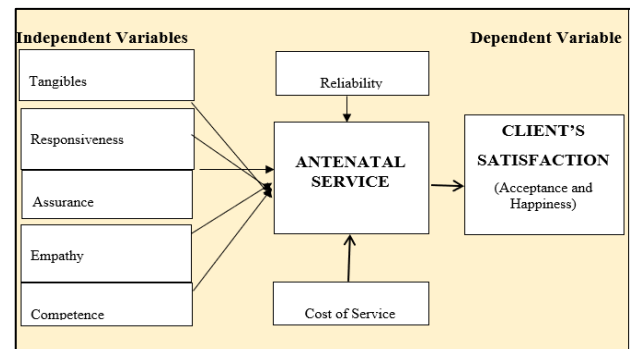 Independent Variables
Dependent Variable
Tangibles
Responsiveness
Assurance
Empathy
Competence
Reliability
ANTENATAL
SERVICE
Cost of Service
CLIENT'S
SATISFACTION
(Acceptance and
Happiness)